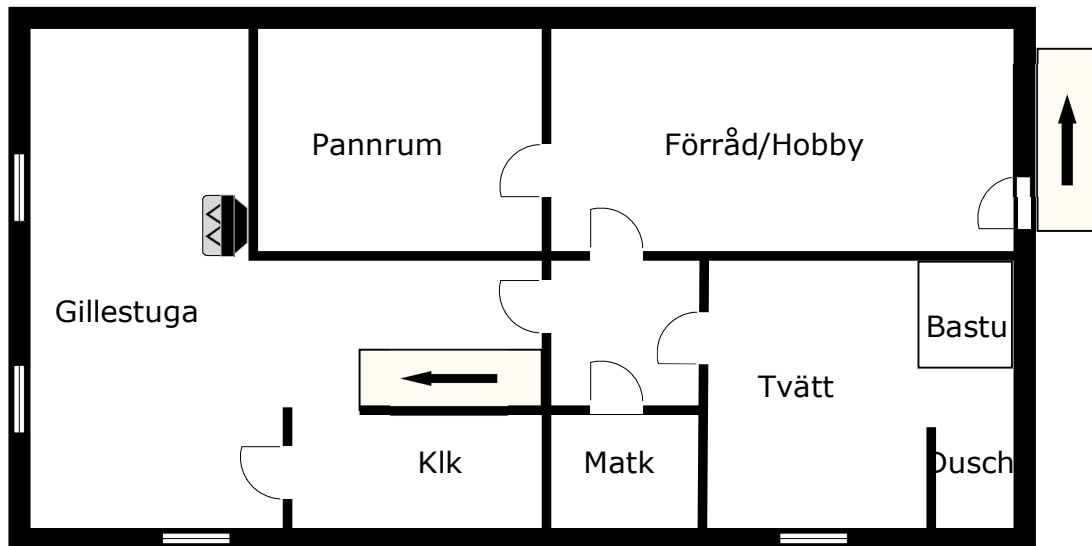 Pannrum
Förråd/Hobby
Gillestuga
Bastu
Tvätt
Klk
Matk
Dusch